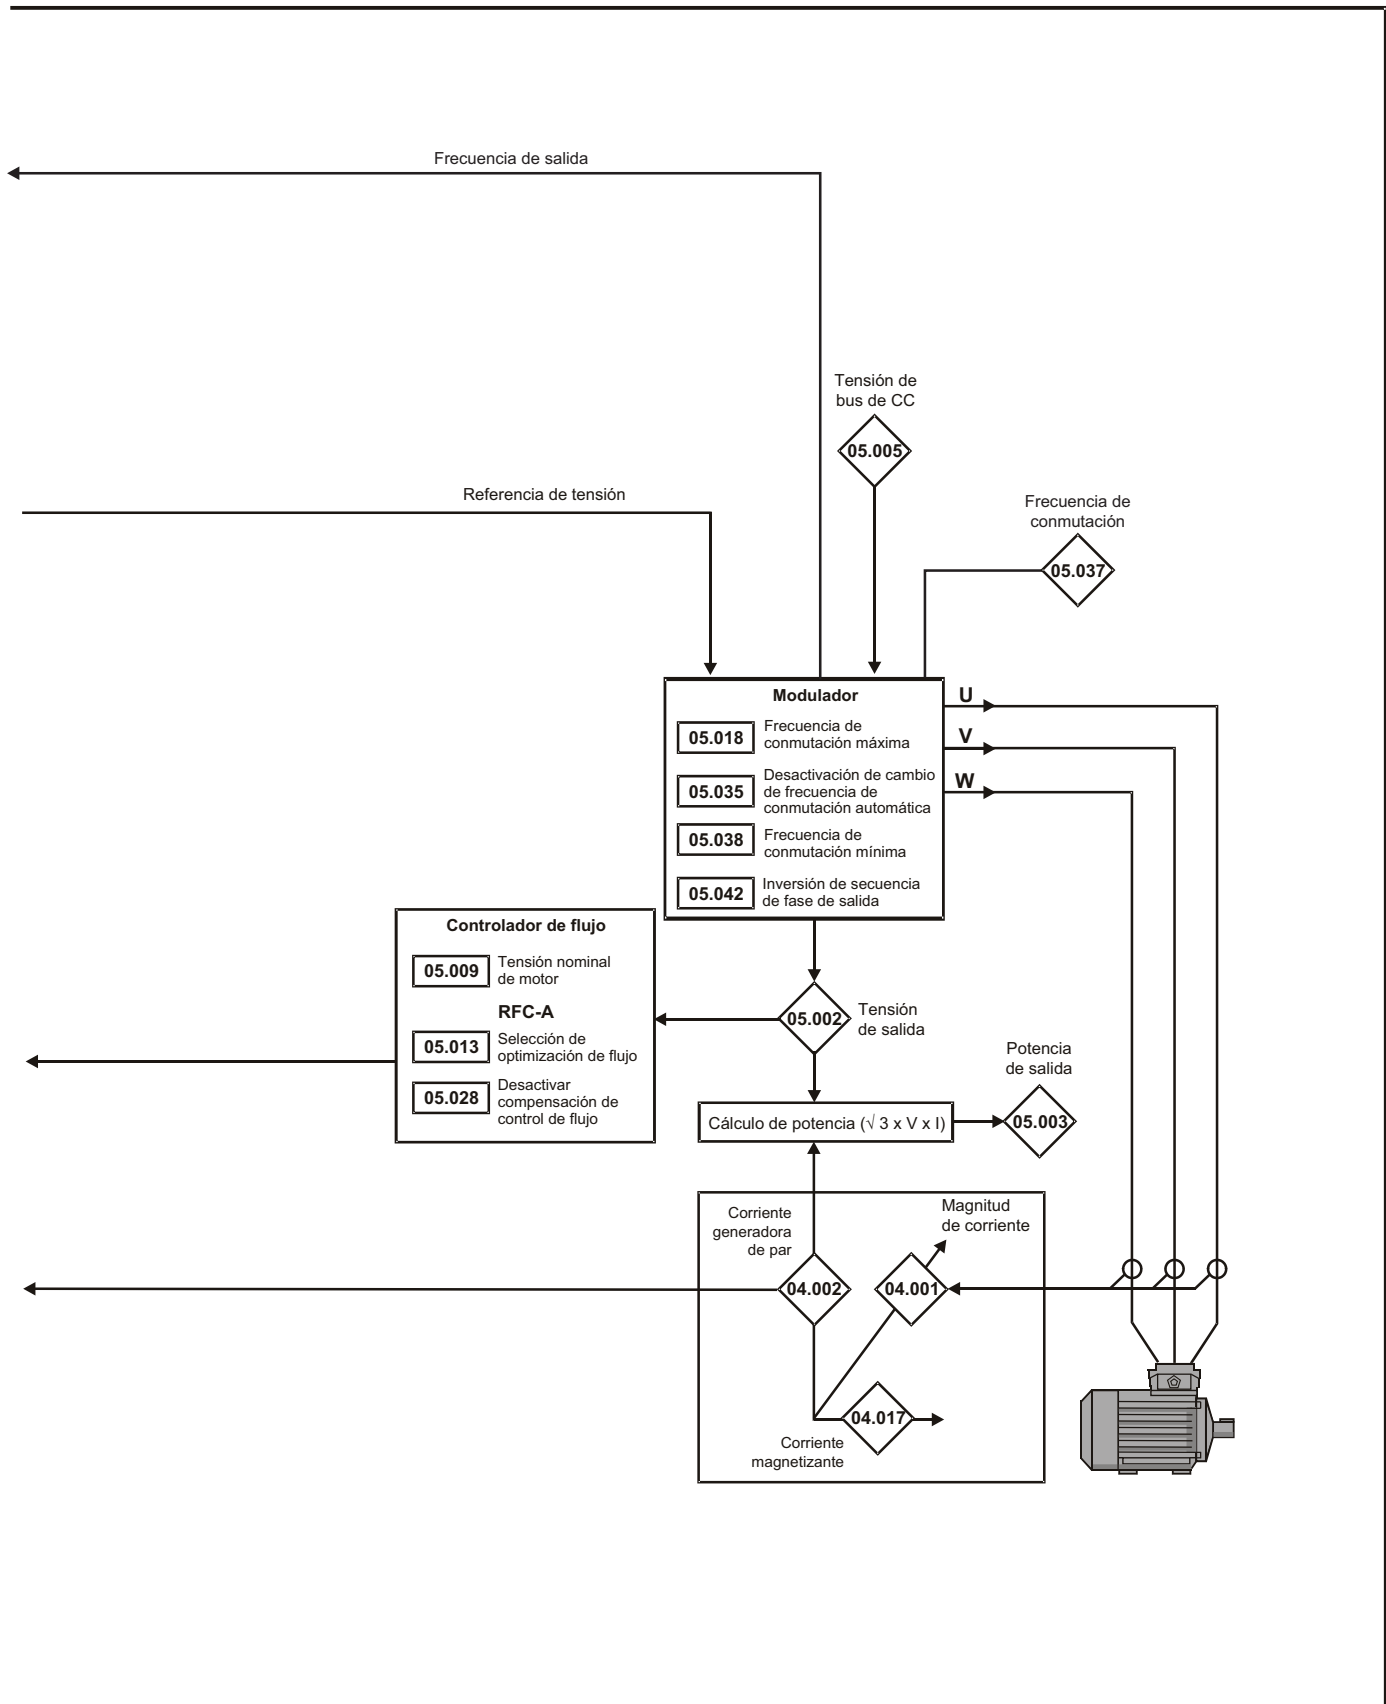 Frecuencia de salida
Tensión de
bus de CC
05.005
Referencia de tensión
Frecuencia de
conmutación
05.037
Modulador
05.018
Frecuencia de
conmutación máxima
05.035
Desactivación de cambio
de frecuencia de
conmutación automática
05.038
Frecuencia de
conmutación mínima
05.042
Inversión de secuencia
de fase de salida
U
V
W
Controlador de flujo
05.009
Tensión nominal
de motor
RFC-A
05.013
Selección de
optimización de flujo
05.028
Desactivar
compensación de
control de flujo
05.002
Tensión
de salida
Potencia
de salida
Cálculo de potencia (√ 3 x V x I)
05.003
Corriente
generadora
de par
Magnitud
de corriente
04.002
04.001
04.017
Corriente
magnetizante